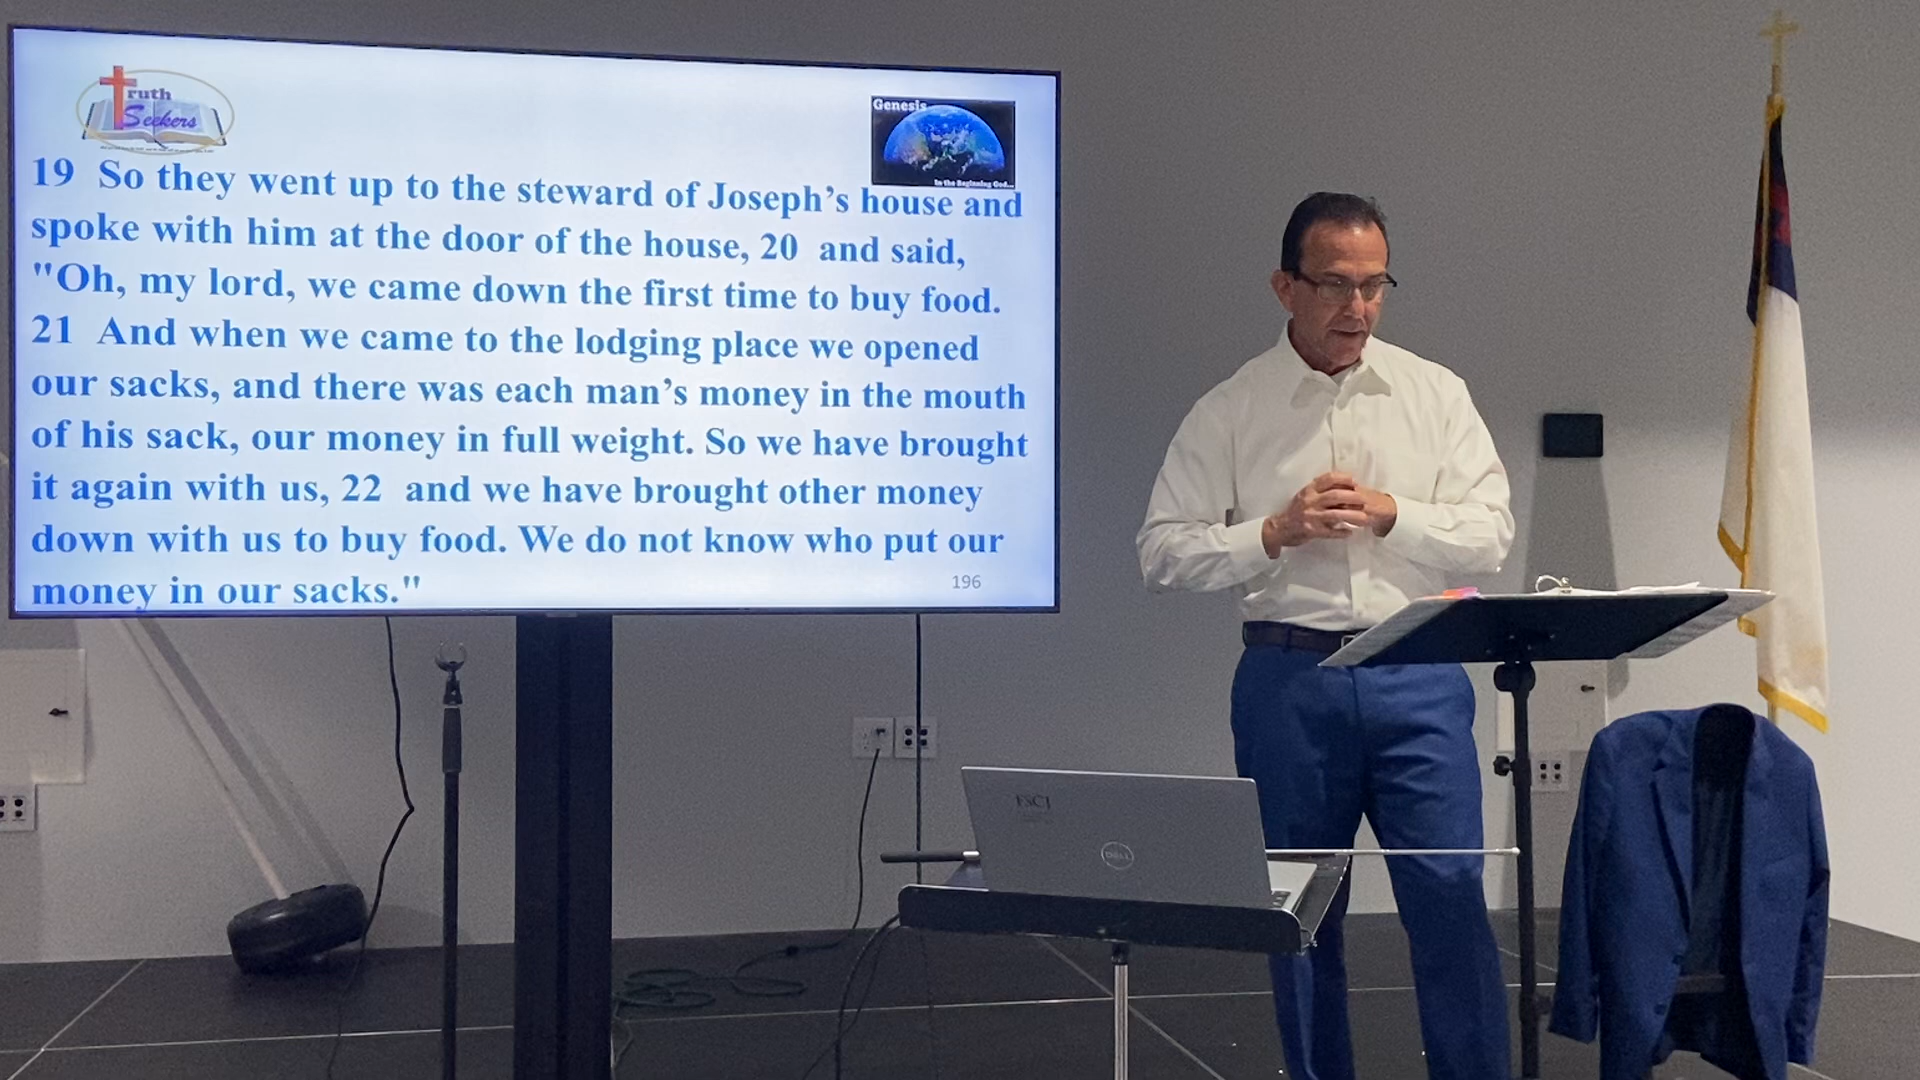 Truth
Seekers
Genesis
In the Beginning God...
19 So they went up to the steward of Joseph’s house and
spoke with him at the door of the house, 20 and said,
"Oh, my lord, we came down the first time to buy food.
21 And when we came to the lodging place we opened
our sacks, and there was each man’s money in the mouth
of his sack, our money in full weight. So we have brought
it again with us, 22 and we have brought other money
down with us to buy food. We do not know who put our
money in our sacks."
196
FSCJ
DELL